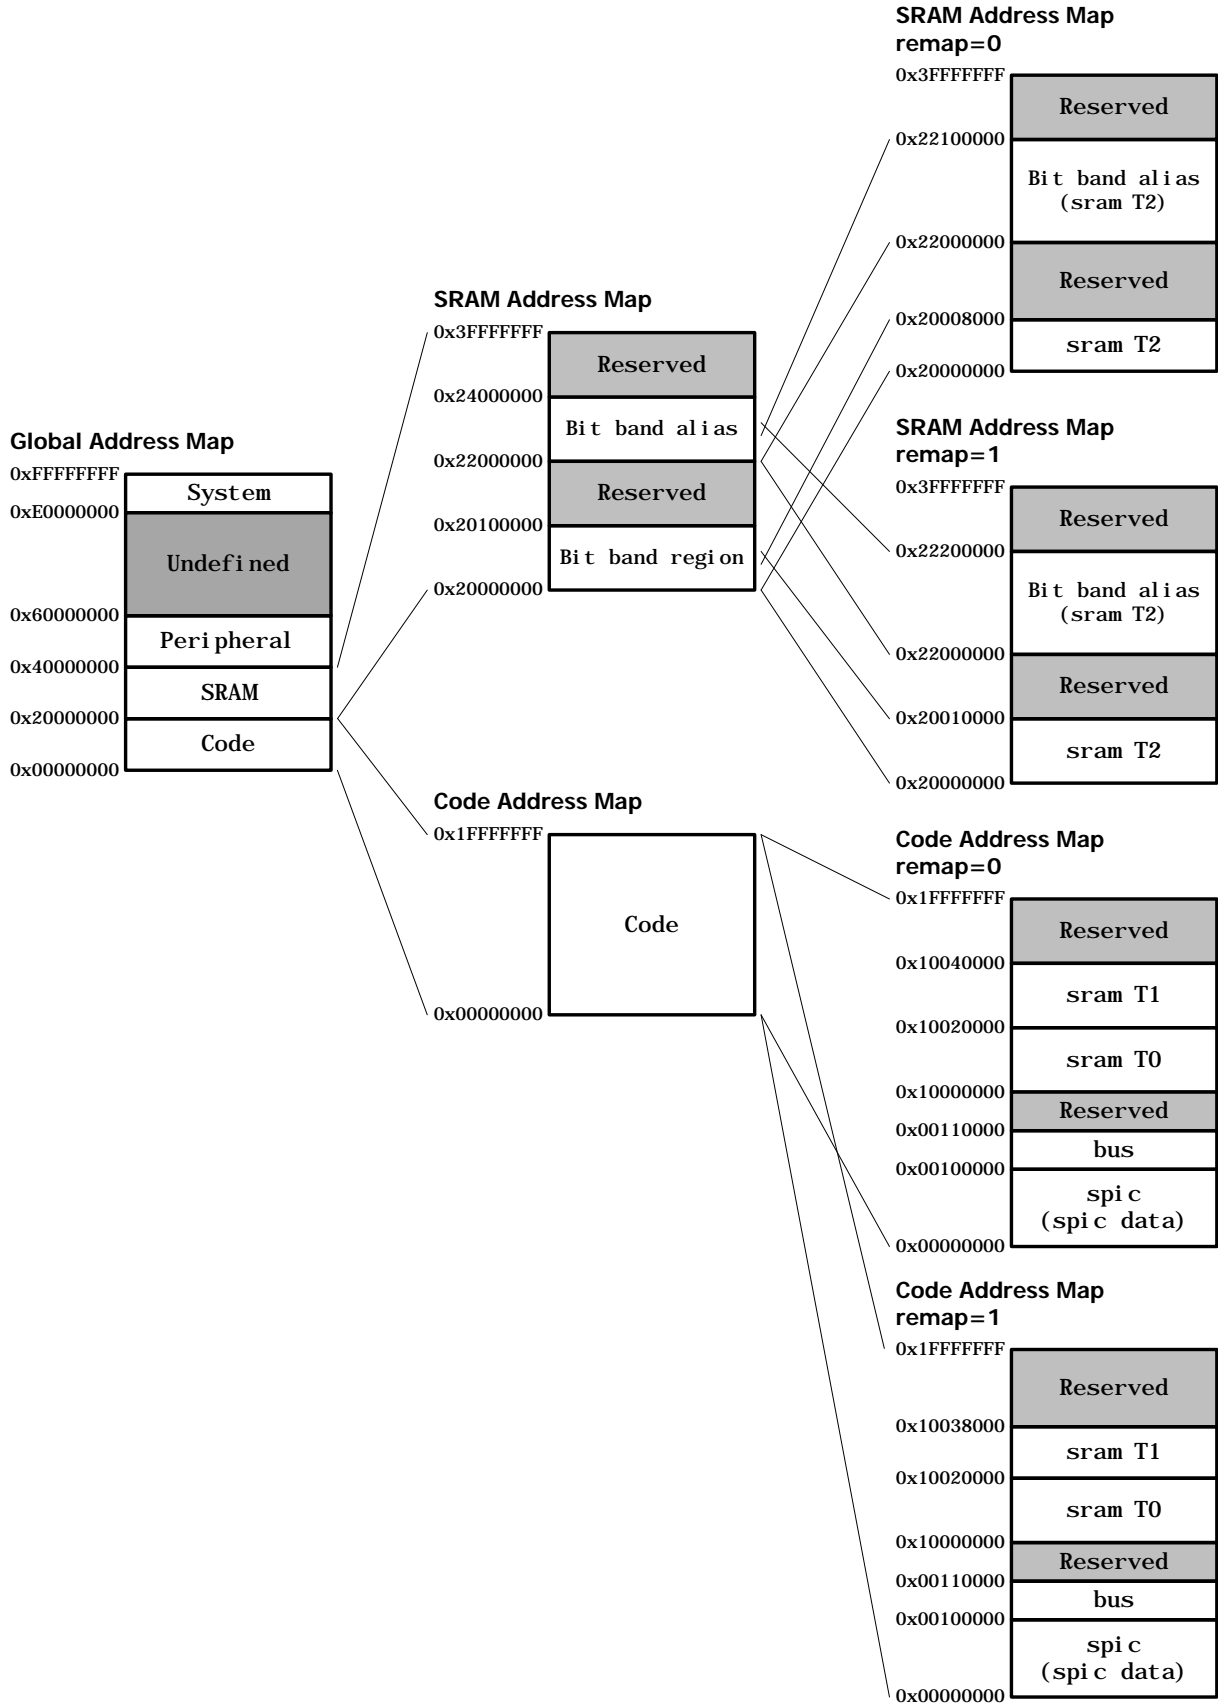 Global Address Map
0xFFFFFFFF
System
0xE0000000
Undefined
0x60000000
Peripheral
0x40000000
SRAM
0x20000000
Code
0x00000000
SRAM Address Map
0x3FFFFFFF
Reserved
0x24000000
Bit band alias
0x22000000
Reserved
0x20100000
Bit band region
0x20000000
Code Address Map
0x1FFFFFFF
Code
0x00000000
SRAM Address Map
remap=0
0x3FFFFFFF
Reserved
0x22100000
Bit band alias
(sram T2)
0x22000000
Reserved
0x20008000
sram T2
0x20000000
SRAM Address Map
remap=1
0x3FFFFFFF
Reserved
0x22200000
Bit band alias
(sram T2)
0x22000000
Reserved
0x20010000
sram T2
0x20000000
Code Address Map
remap=0
0x1FFFFFFF
Reserved
0x10040000
sram T1
0x10020000
sram T0
0x10000000
Reserved
0x00110000
bus
0x00100000
spic
(spic data)
0x00000000
Code Address Map
remap=1
0x1FFFFFFF
Reserved
0x10038000
sram T1
0x10020000
sram T0
0x10000000
Reserved
0x00110000
bus
0x00100000
spic
(spic data)
0x00000000